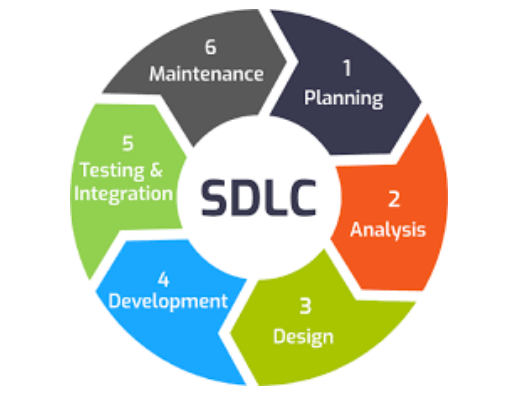 SDLC
1
Planning
2
Analysis
3
Design
4
Development
5
Testing &
Integration
6
Maintenance